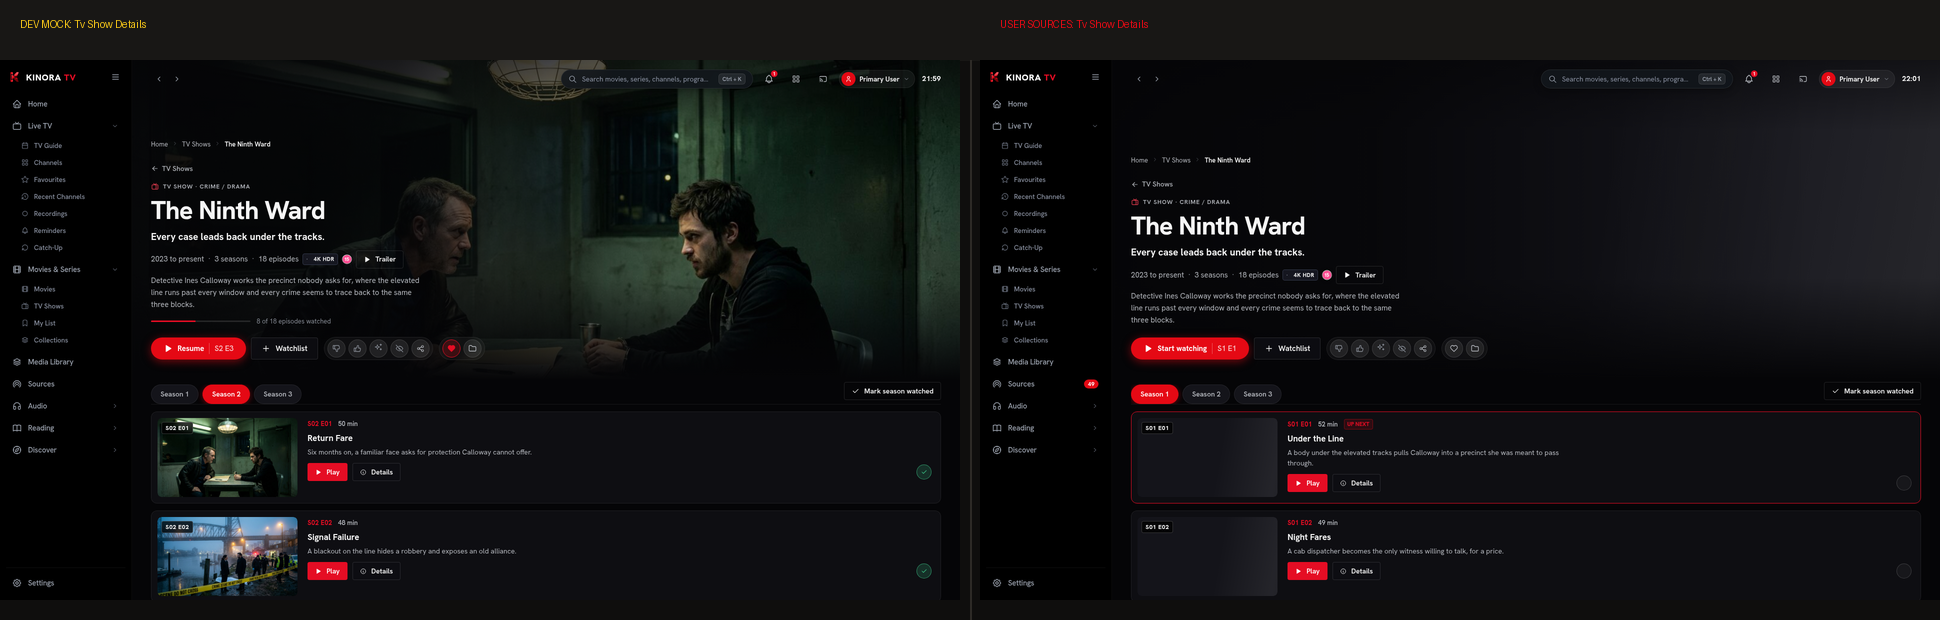 DEV MOCK: Tv Show Details
KINORA TV
Home
Live TV
TV Guide
Channels
Favourites
Recent Channels
Recordings
Reminders
Catch-Up
Movies & Series
Movies
TV Shows
My List
Collections
Media Library
Sources
Audio
Reading
Discover
Settings
Search movies, series, channels, progra...
Ctrl + K
1
Primary User
21:59
Home
TV Shows
The Ninth Ward
TV Shows
TV SHOW · CRIME / DRAMA
The Ninth Ward
Every case leads back under the tracks.
2023 to present · 3 seasons · 18 episodes 4K HDR 15 Trailer
Detective Ines Calloway works the precinct nobody asks for, where the elevated
line runs past every window and every crime seems to trace back to the same
three blocks.
8 of 18 episodes watched
Resume S2 E3
Watchlist
Season 1
Season 2
Season 3
Mark season watched
S02 E01
S02 E01 50 min
Return Fare
Six months on, a familiar face asks for protection Calloway cannot offer.
Play
Details
S02 E02
S02 E02 48 min
Signal Failure
A blackout on the line hides a robbery and exposes an old alliance.
Play
Details
USER SOURCES: Tv Show Details
KINORA TV
Home
Live TV
TV Guide
Channels
Favourites
Recent Channels
Recordings
Reminders
Catch-Up
Movies & Series
Movies
TV Shows
My List
Collections
Media Library
Sources 49
Audio
Reading
Discover
Settings
Search movies, series, channels, progra...
Ctrl + K
1
Primary User
22:01
Home
TV Shows
The Ninth Ward
TV Shows
TV SHOW · CRIME / DRAMA
The Ninth Ward
Every case leads back under the tracks.
2023 to present · 3 seasons · 18 episodes 4K HDR 15 Trailer
Detective Ines Calloway works the precinct nobody asks for, where the elevated
line runs past every window and every crime seems to trace back to the same
three blocks.
Start watching S1 E1
Watchlist
Season 1
Season 2
Season 3
Mark season watched
S01 E01
S01 E01 52 min UP NEXT
Under the Line
A body under the elevated tracks pulls Calloway into a precinct she was meant to pass
through.
Play
Details
S01 E02
S01 E02 49 min
Night Fares
A cab dispatcher becomes the only witness willing to talk, for a price.
Play
Details